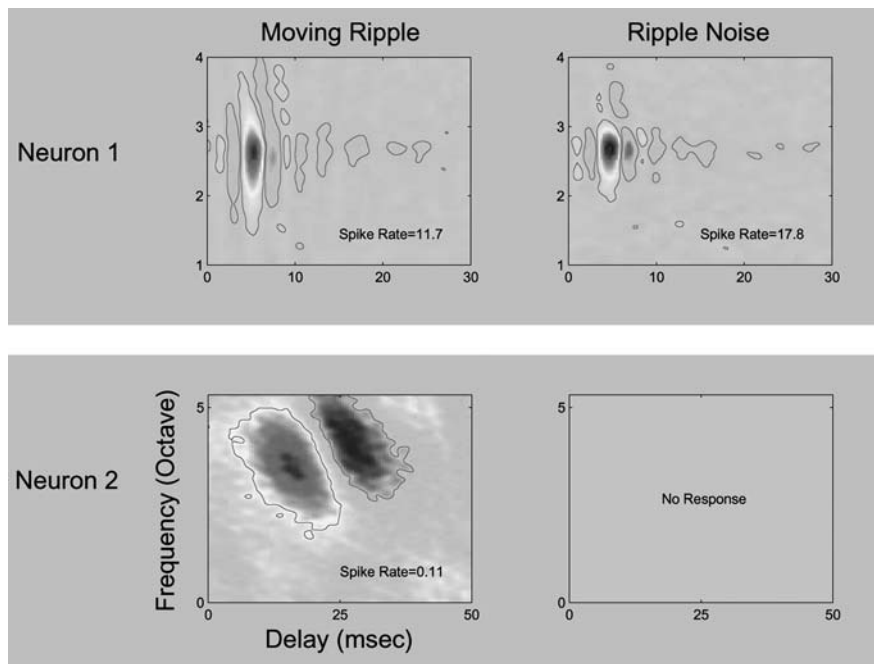 Moving Ripple
Ripple Noise
Neuron 1
4
3
2
1
0
10
20
30
Spike Rate=11.7
4
3
2
1
0
10
20
30
Spike Rate=17.8
Neuron 2
Frequency (Octave)
5
0
0
25
50
Spike Rate=0.11
Delay (msec)
5
0
0
25
50
No Response